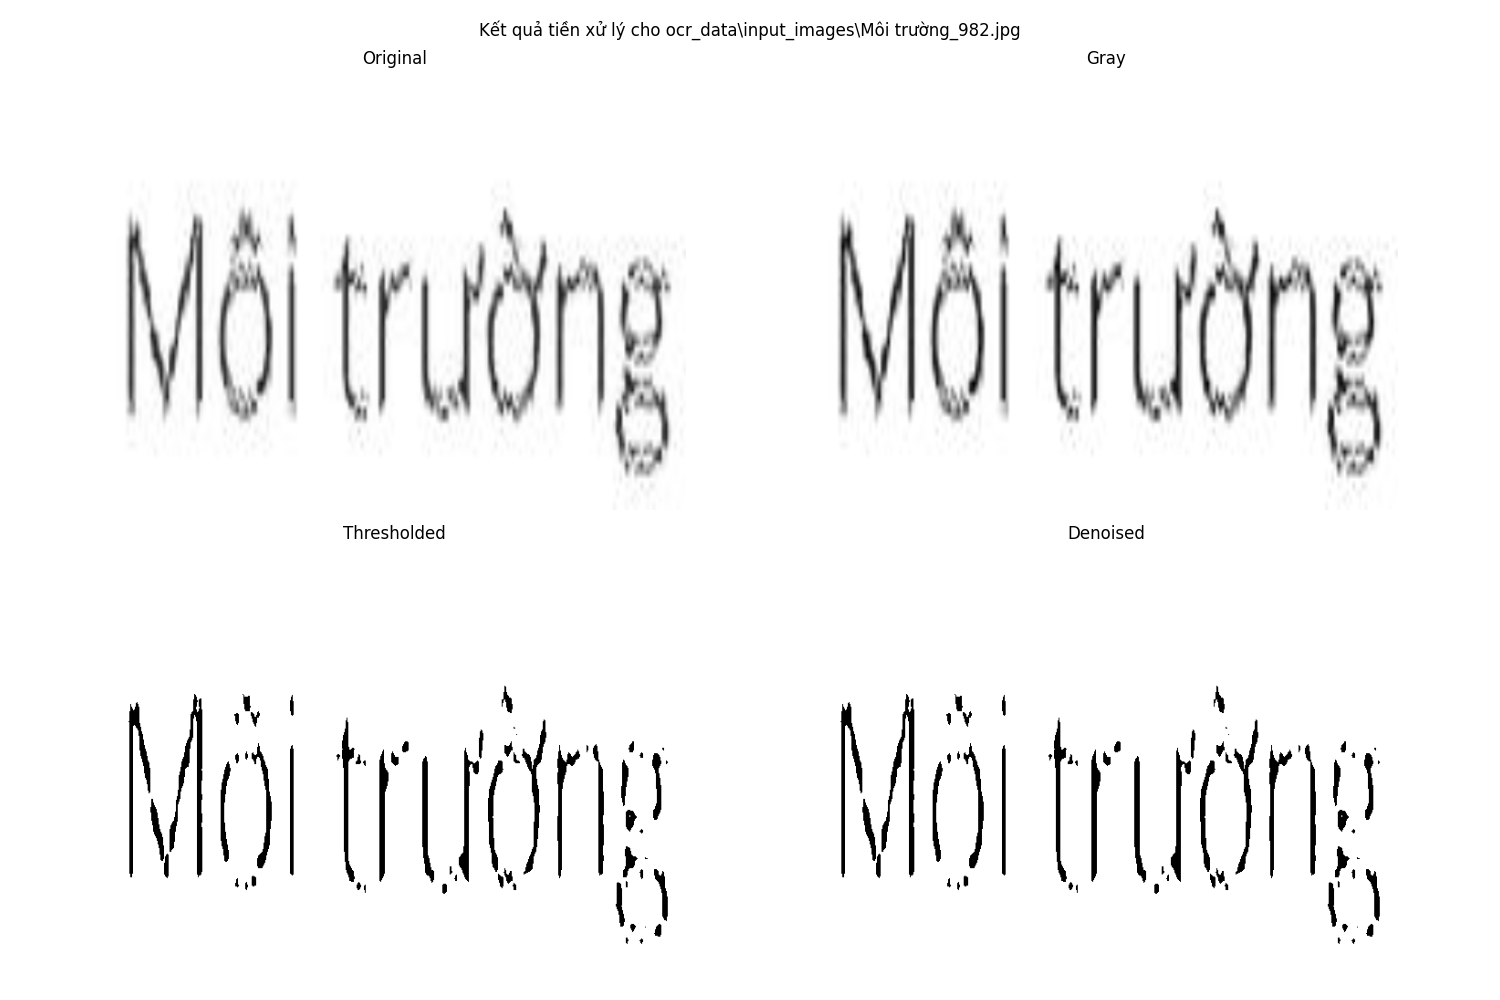 Kết quả tiền xử lý cho ocr_data\input_images\Môi trường_982.jpg
Original
Gray
Môi trường
Môi trường
Thresholded
Denoised
Môi trường
Môi trường